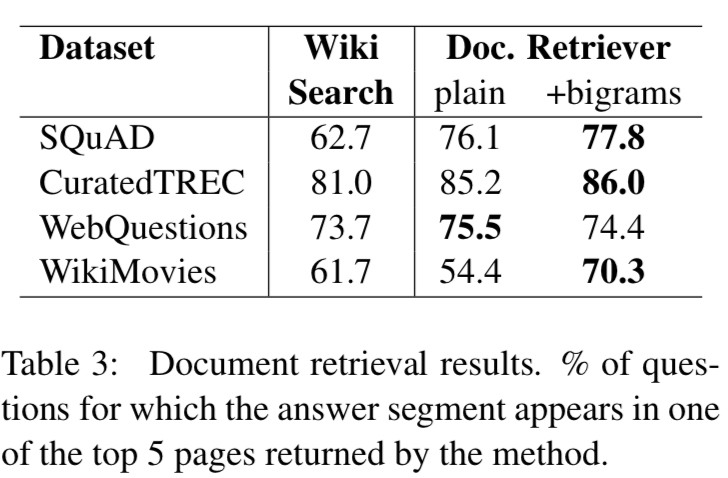 Dataset Wiki Doc. Retriever
Search plain +bigrams
SQuAD 62.7 76.1 77.8
CuratedTREC 81.0 85.2 86.0
WebQuestions 73.7 75.5 74.4
WikiMovies 61.7 54.4 70.3
Table 3: Document retrieval results. % of ques-
tions for which the answer segment appears in one
of the top 5 pages returned by the method.